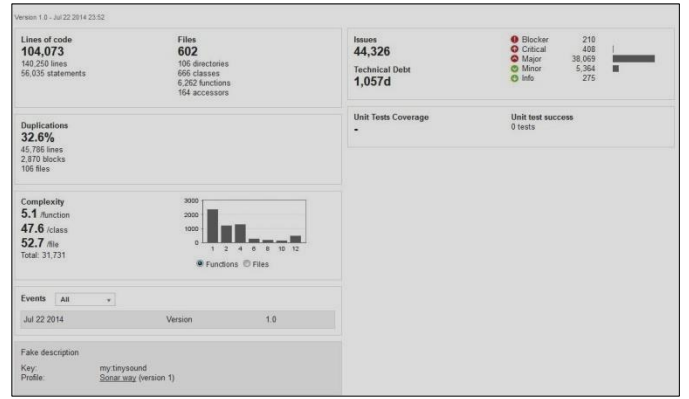 Version 1.0 - Jul 22 2014 23:52
Lines of code
104,073
140,250 lines
56,035 statements
Files
602
106 directories
666 classes
6,262 functions
164 accessors
Duplications
32.6%
45,786 lines
2,870 blocks
106 files
Complexity
5.1 /function
47.6 /class
52.7 /file
Total: 31,731
3000
2000
1000
0
1 2 4 6 8 10 12
Functions Files
Events All
Jul 22 2014 Version 1.0
Fake description
Key: my:tinysound
Profile: Sonar way (version 1)
Issues
44,326
Technical Debt
1,057d
Blocker 210
Critical 408
Major 38,069
Minor 5,364
Info 275
Unit Tests Coverage
-
Unit test success
0 tests